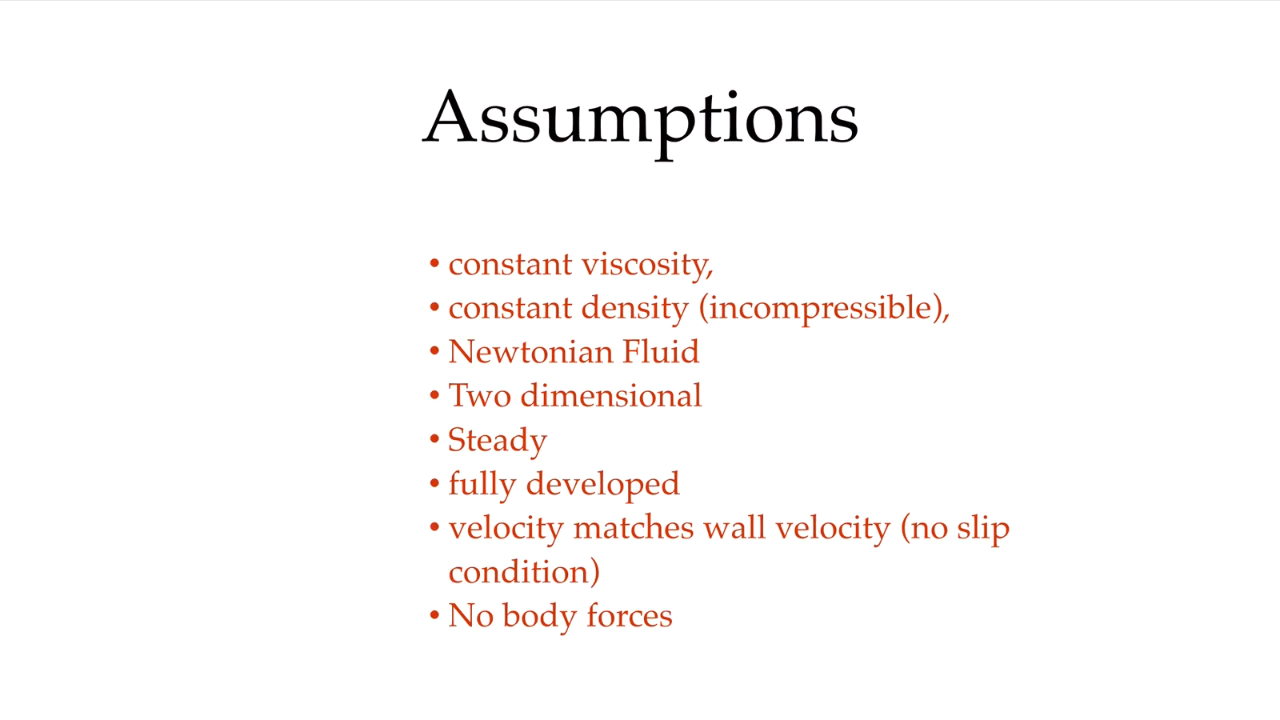 Assumptions
• constant viscosity,
• constant density (incompressible),
• Newtonian Fluid
• Two dimensional
• Steady
• fully developed
• velocity matches wall velocity (no slip
condition)
• No body forces